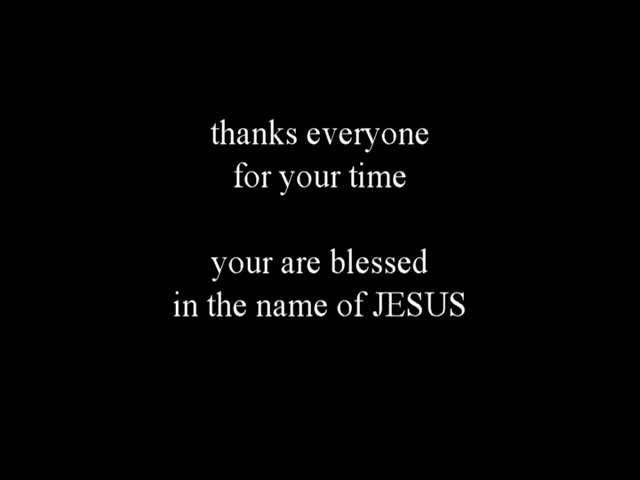 thanks everyone
for your time
your are blessed
in the name of JESUS